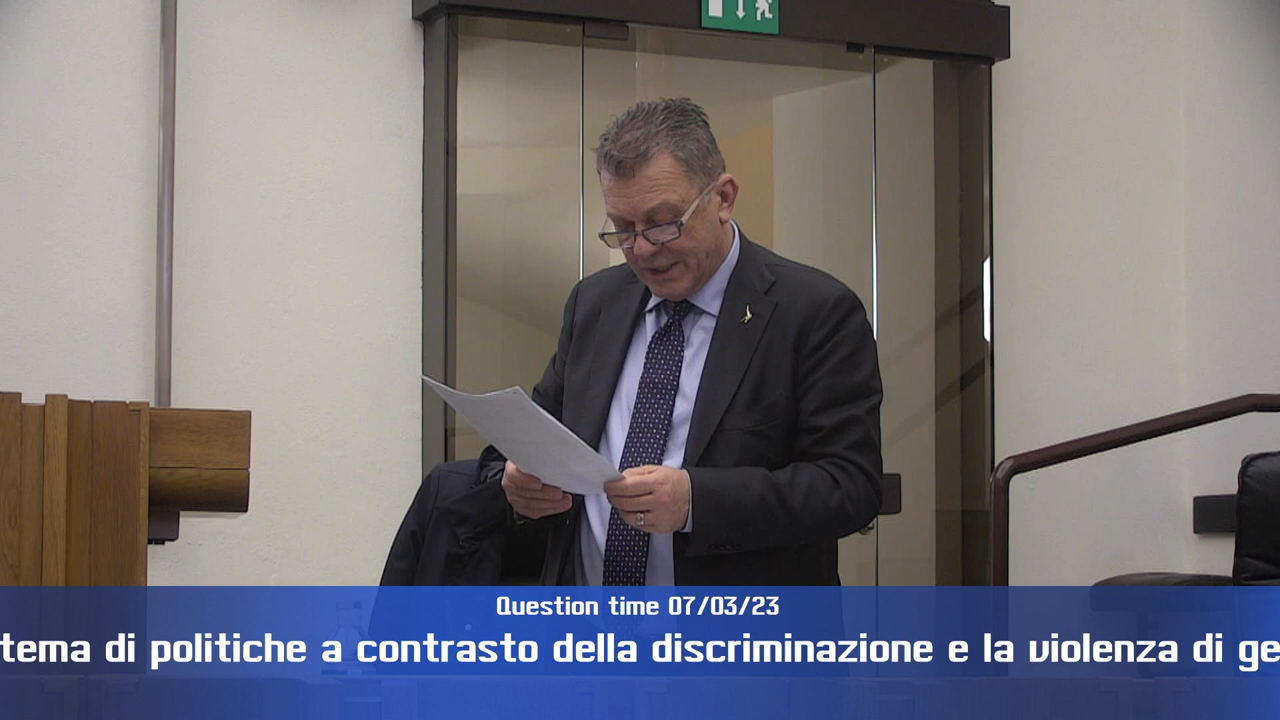 Question time 07/03/23
tema di politiche a contrasto della discriminazione e la violenza di ge